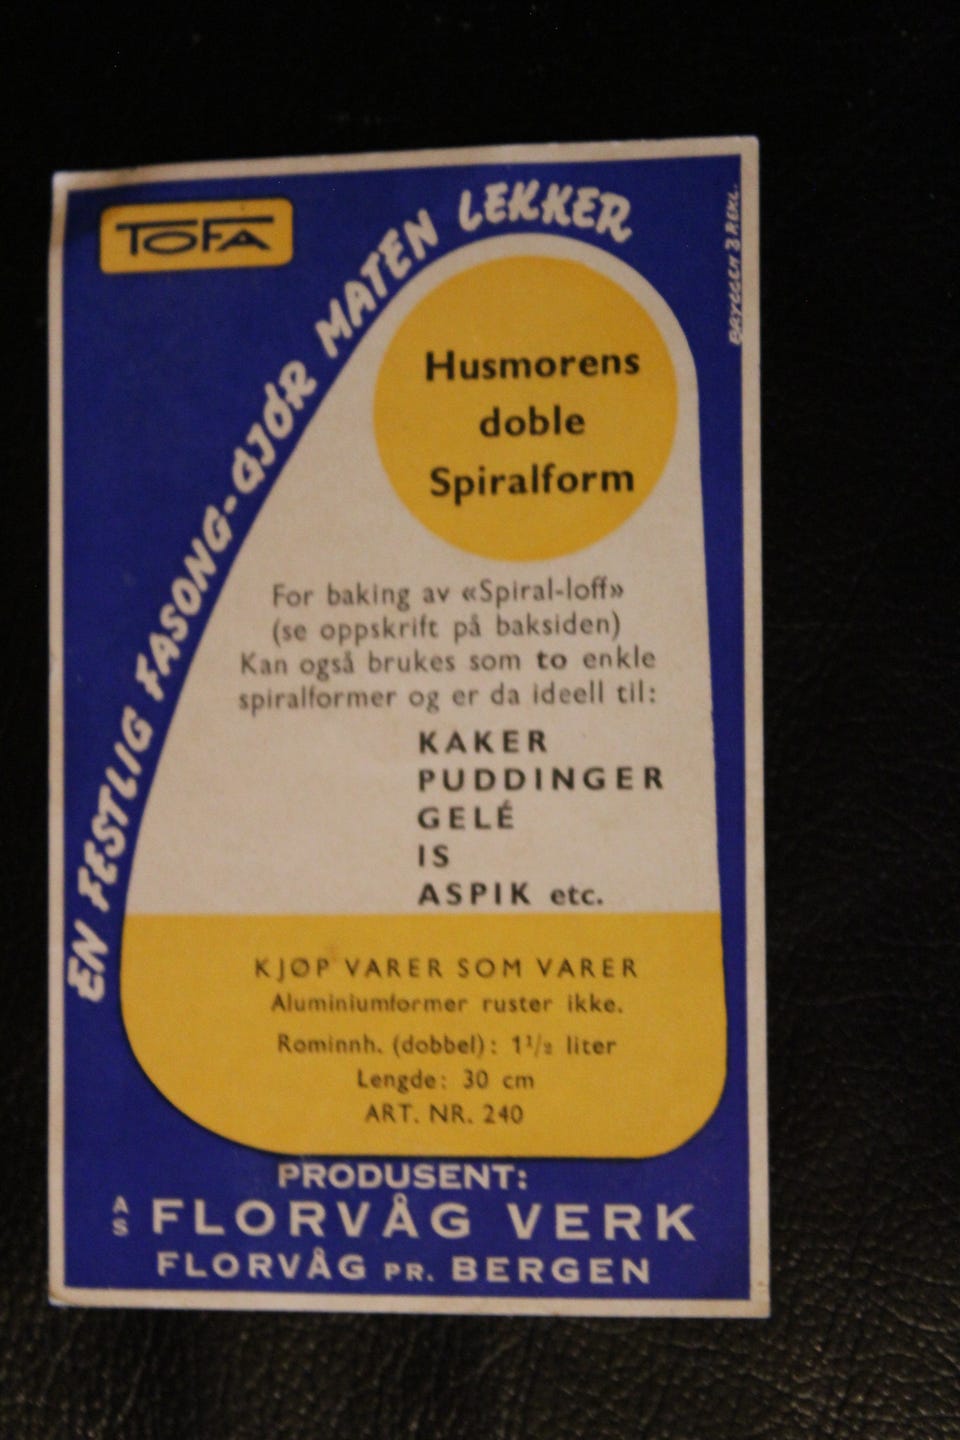 TOFA
EN FESTLIG FASONG-GJØR MATEN LEKKER
Husmorens
doble
Spiralform
For baking av «Spiral-loff»
(se oppskrift på baksiden)
Kan også brukes som to enkle
spiralformer og er da ideell til:
KAKER
PUDDINGER
GELÉ
IS
ASPIK etc.
KJØP VARER SOM VARER
Aluminiumformer ruster ikke.
Rominnh. (dobbel): 1 1/2 liter
Lengde: 30 cm
ART. NR. 240
PRODUSENT:
AS FLORVÅG VERK
FLORVÅG PR. BERGEN